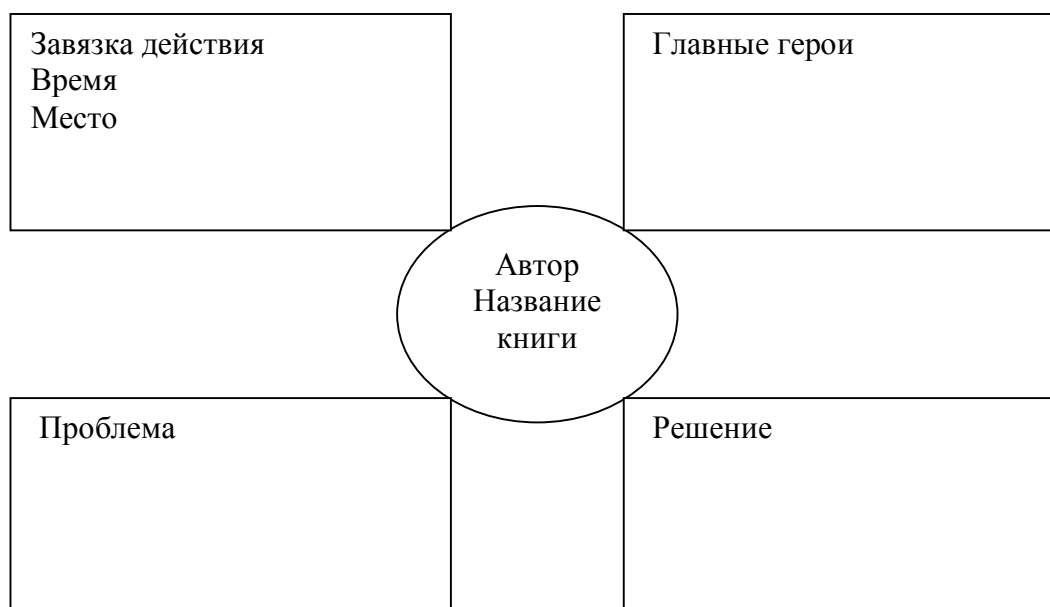 Завязка действия
Время
Место
Главные герои
Автор
Название
книги
Проблема
Решение